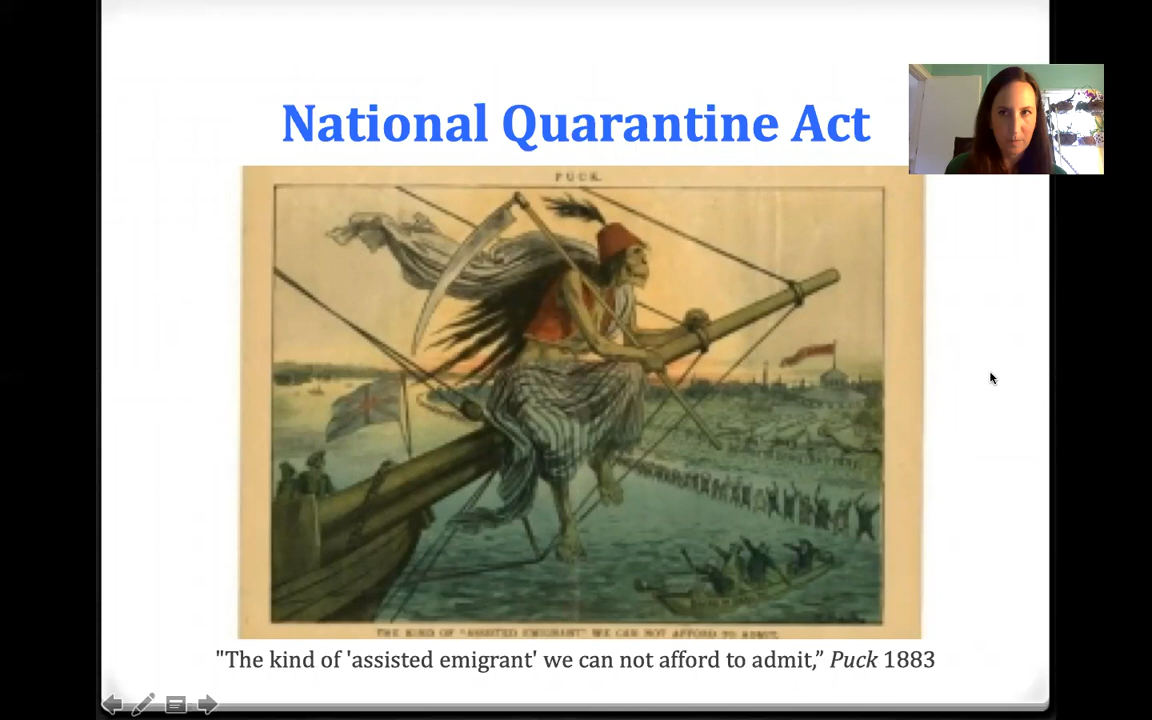 National Quarantine Act
PUCK.
THE KIND OF "ASSISTED EMIGRANT" WE CAN NOT AFFORD TO ADMIT.
"The kind of 'assisted emigrant' we can not afford to admit,” Puck 1883